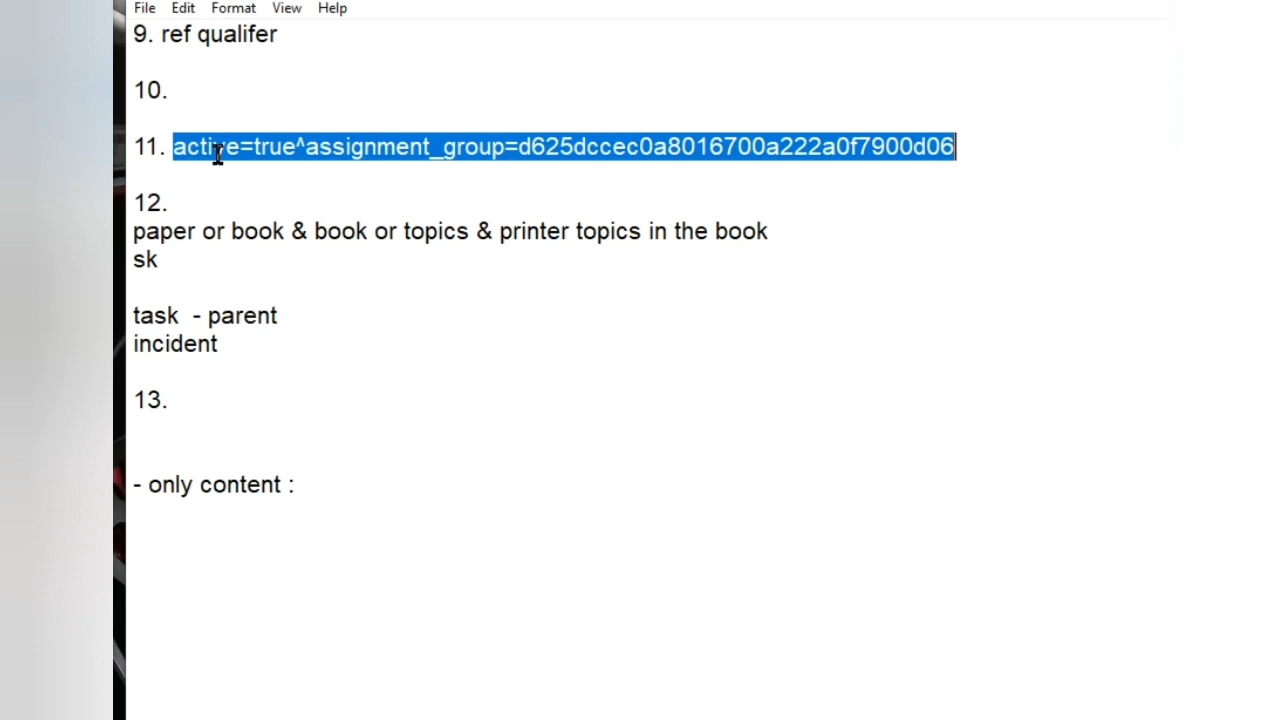 File Edit Format View Help
9. ref qualifer
10.
11. active=true^assignment_group=d625dccec0a8016700a222a0f7900d06
12.
paper or book & book or topics & printer topics in the book
sk
task - parent
incident
13.
- only content :